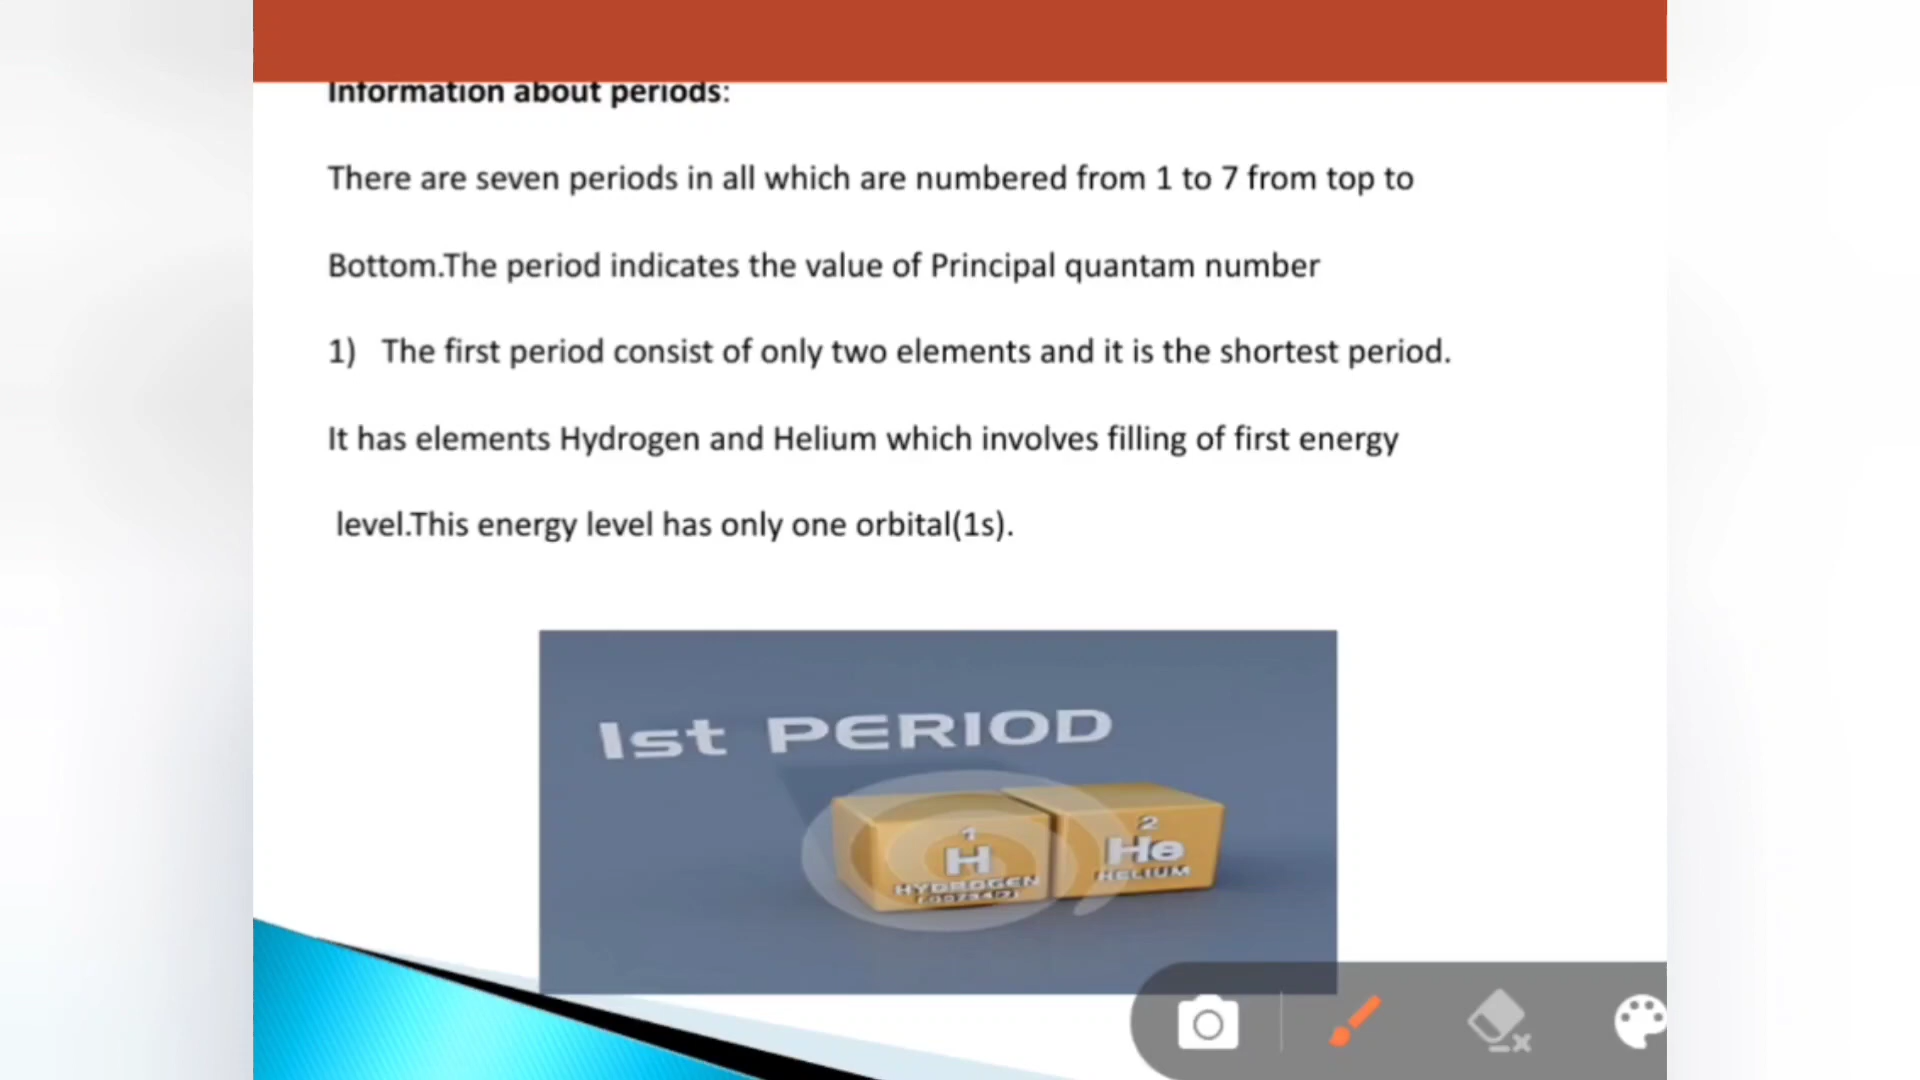 Information about periods:
There are seven periods in all which are numbered from 1 to 7 from top to
Bottom.The period indicates the value of Principal quantam number
1) The first period consist of only two elements and it is the shortest period.
It has elements Hydrogen and Helium which involves filling of first energy
level.This energy level has only one orbital(1s).
1st PERIOD
1
H
HYDROGEN
2
He
HELIUM